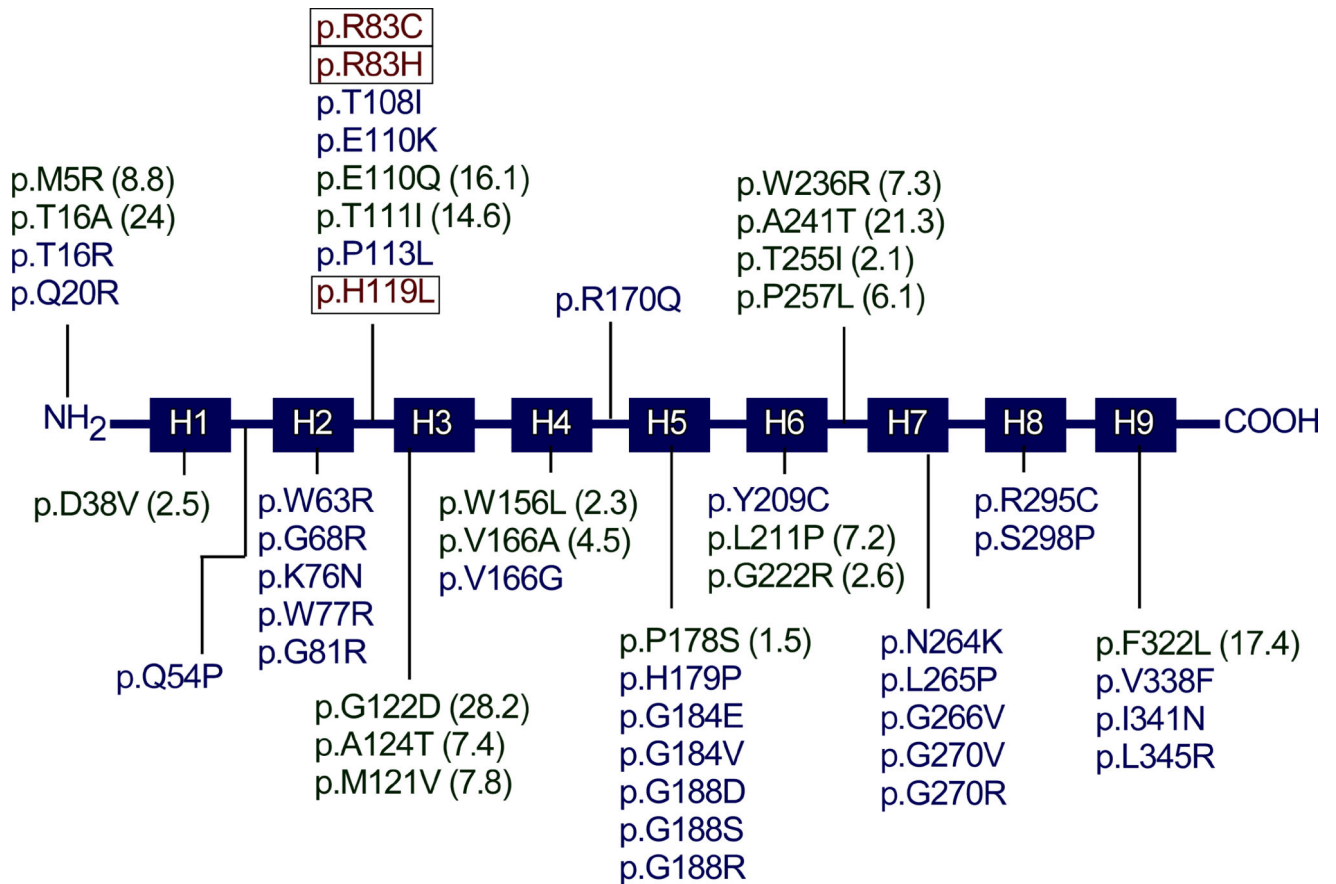 p.R83C
p.R83H
p.T108I
p.E110K
p.E110Q (16.1)
p.T111I (14.6)
p.P113L
p.H119L
p.M5R (8.8)
p.T16A (24)
p.T16R
p.Q20R
p.R170Q
p.W236R (7.3)
p.A241T (21.3)
p.T255I (2.1)
p.P257L (6.1)
NH2 H1 H2 H3 H4 H5 H6 H7 H8 H9 COOH
p.D38V (2.5)
p.Q54P
p.W63R
p.G68R
p.K76N
p.W77R
p.G81R
p.G122D (28.2)
p.A124T (7.4)
p.M121V (7.8)
p.W156L (2.3)
p.V166A (4.5)
p.V166G
p.P178S (1.5)
p.H179P
p.G184E
p.G184V
p.G188D
p.G188S
p.G188R
p.Y209C
p.L211P (7.2)
p.G222R (2.6)
p.N264K
p.L265P
p.G266V
p.G270V
p.G270R
p.R295C
p.S298P
p.F322L (17.4)
p.V338F
p.I341N
p.L345R